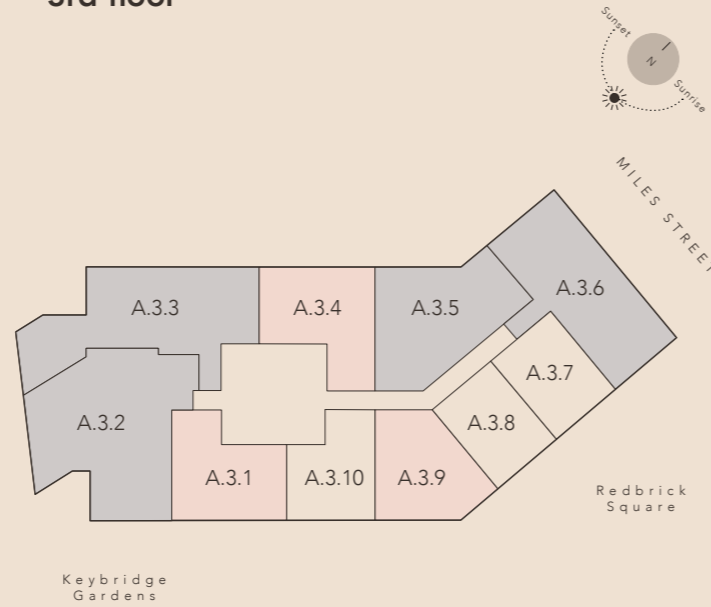 3rd floor
Sunset
N
Sunrise
MILES STREET
A.3.6
A.3.3
A.3.4
A.3.5
A.3.7
A.3.2
A.3.8
A.3.1
A.3.10
A.3.9
Redbrick
Square
Keybridge
Gardens